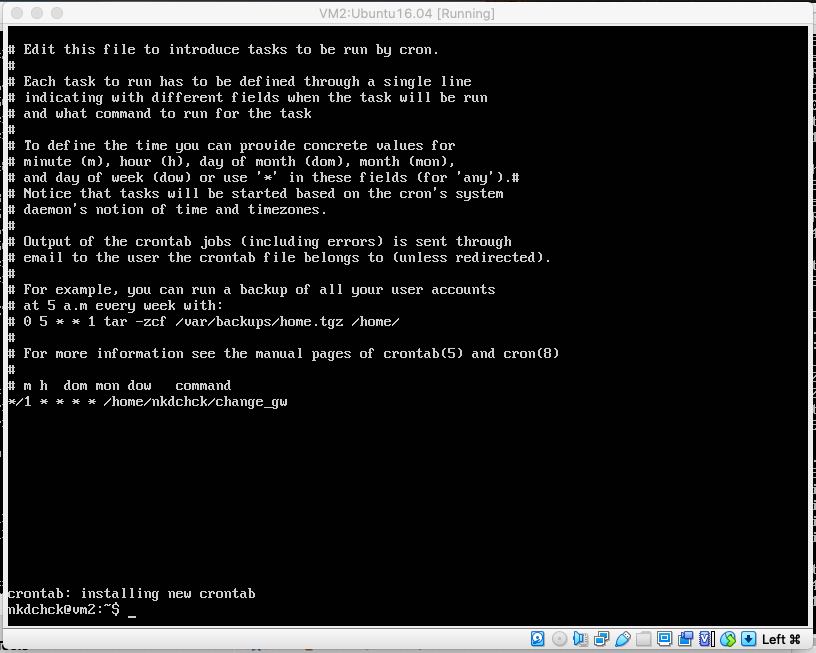 VM2:Ubuntu16.04 [Running]
# Edit this file to introduce tasks to be run by cron.
#
# Each task to run has to be defined through a single line
# indicating with different fields when the task will be run
# and what command to run for the task
#
# To define the time you can provide concrete values for
# minute (m), hour (h), day of month (dom), month (mon),
# and day of week (dow) or use '*' in these fields (for 'any').#
# Notice that tasks will be started based on the cron's system
# daemon's notion of time and timezones.
#
# Output of the crontab jobs (including errors) is sent through
# email to the user the crontab file belongs to (unless redirected).
#
# For example, you can run a backup of all your user accounts
# at 5 a.m every week with:
# 0 5 * * 1 tar -zcf /var/backups/home.tgz /home/
#
# For more information see the manual pages of crontab(5) and cron(8)
#
# m h  dom mon dow   command
*/1 * * * * /home/nkdchck/change_gw
crontab: installing new crontab
nkdchck@vm2:~$ _
Left ⌘